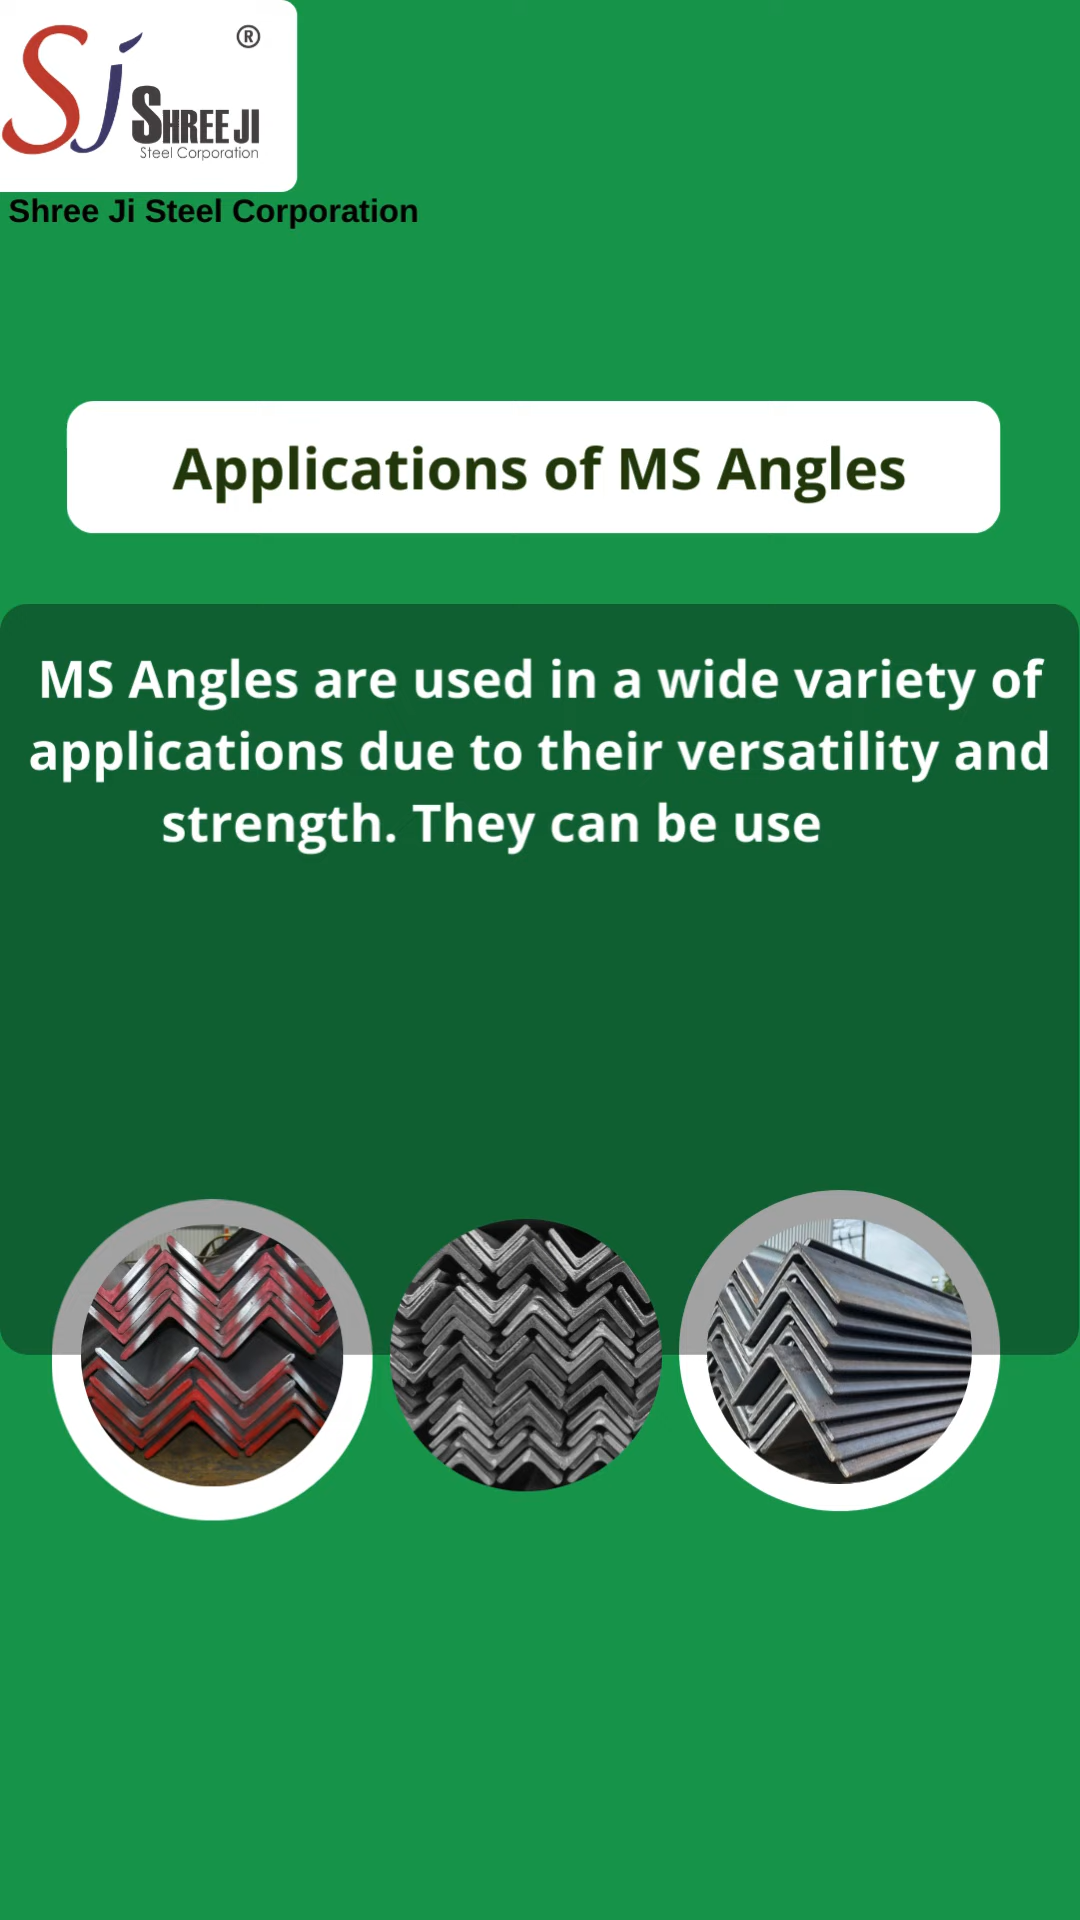 Sj
®
SHREE JI
Steel Corporation
Shree Ji Steel Corporation
Applications of MS Angles
MS Angles are used in a wide variety of
applications due to their versatility and
strength. They can be use